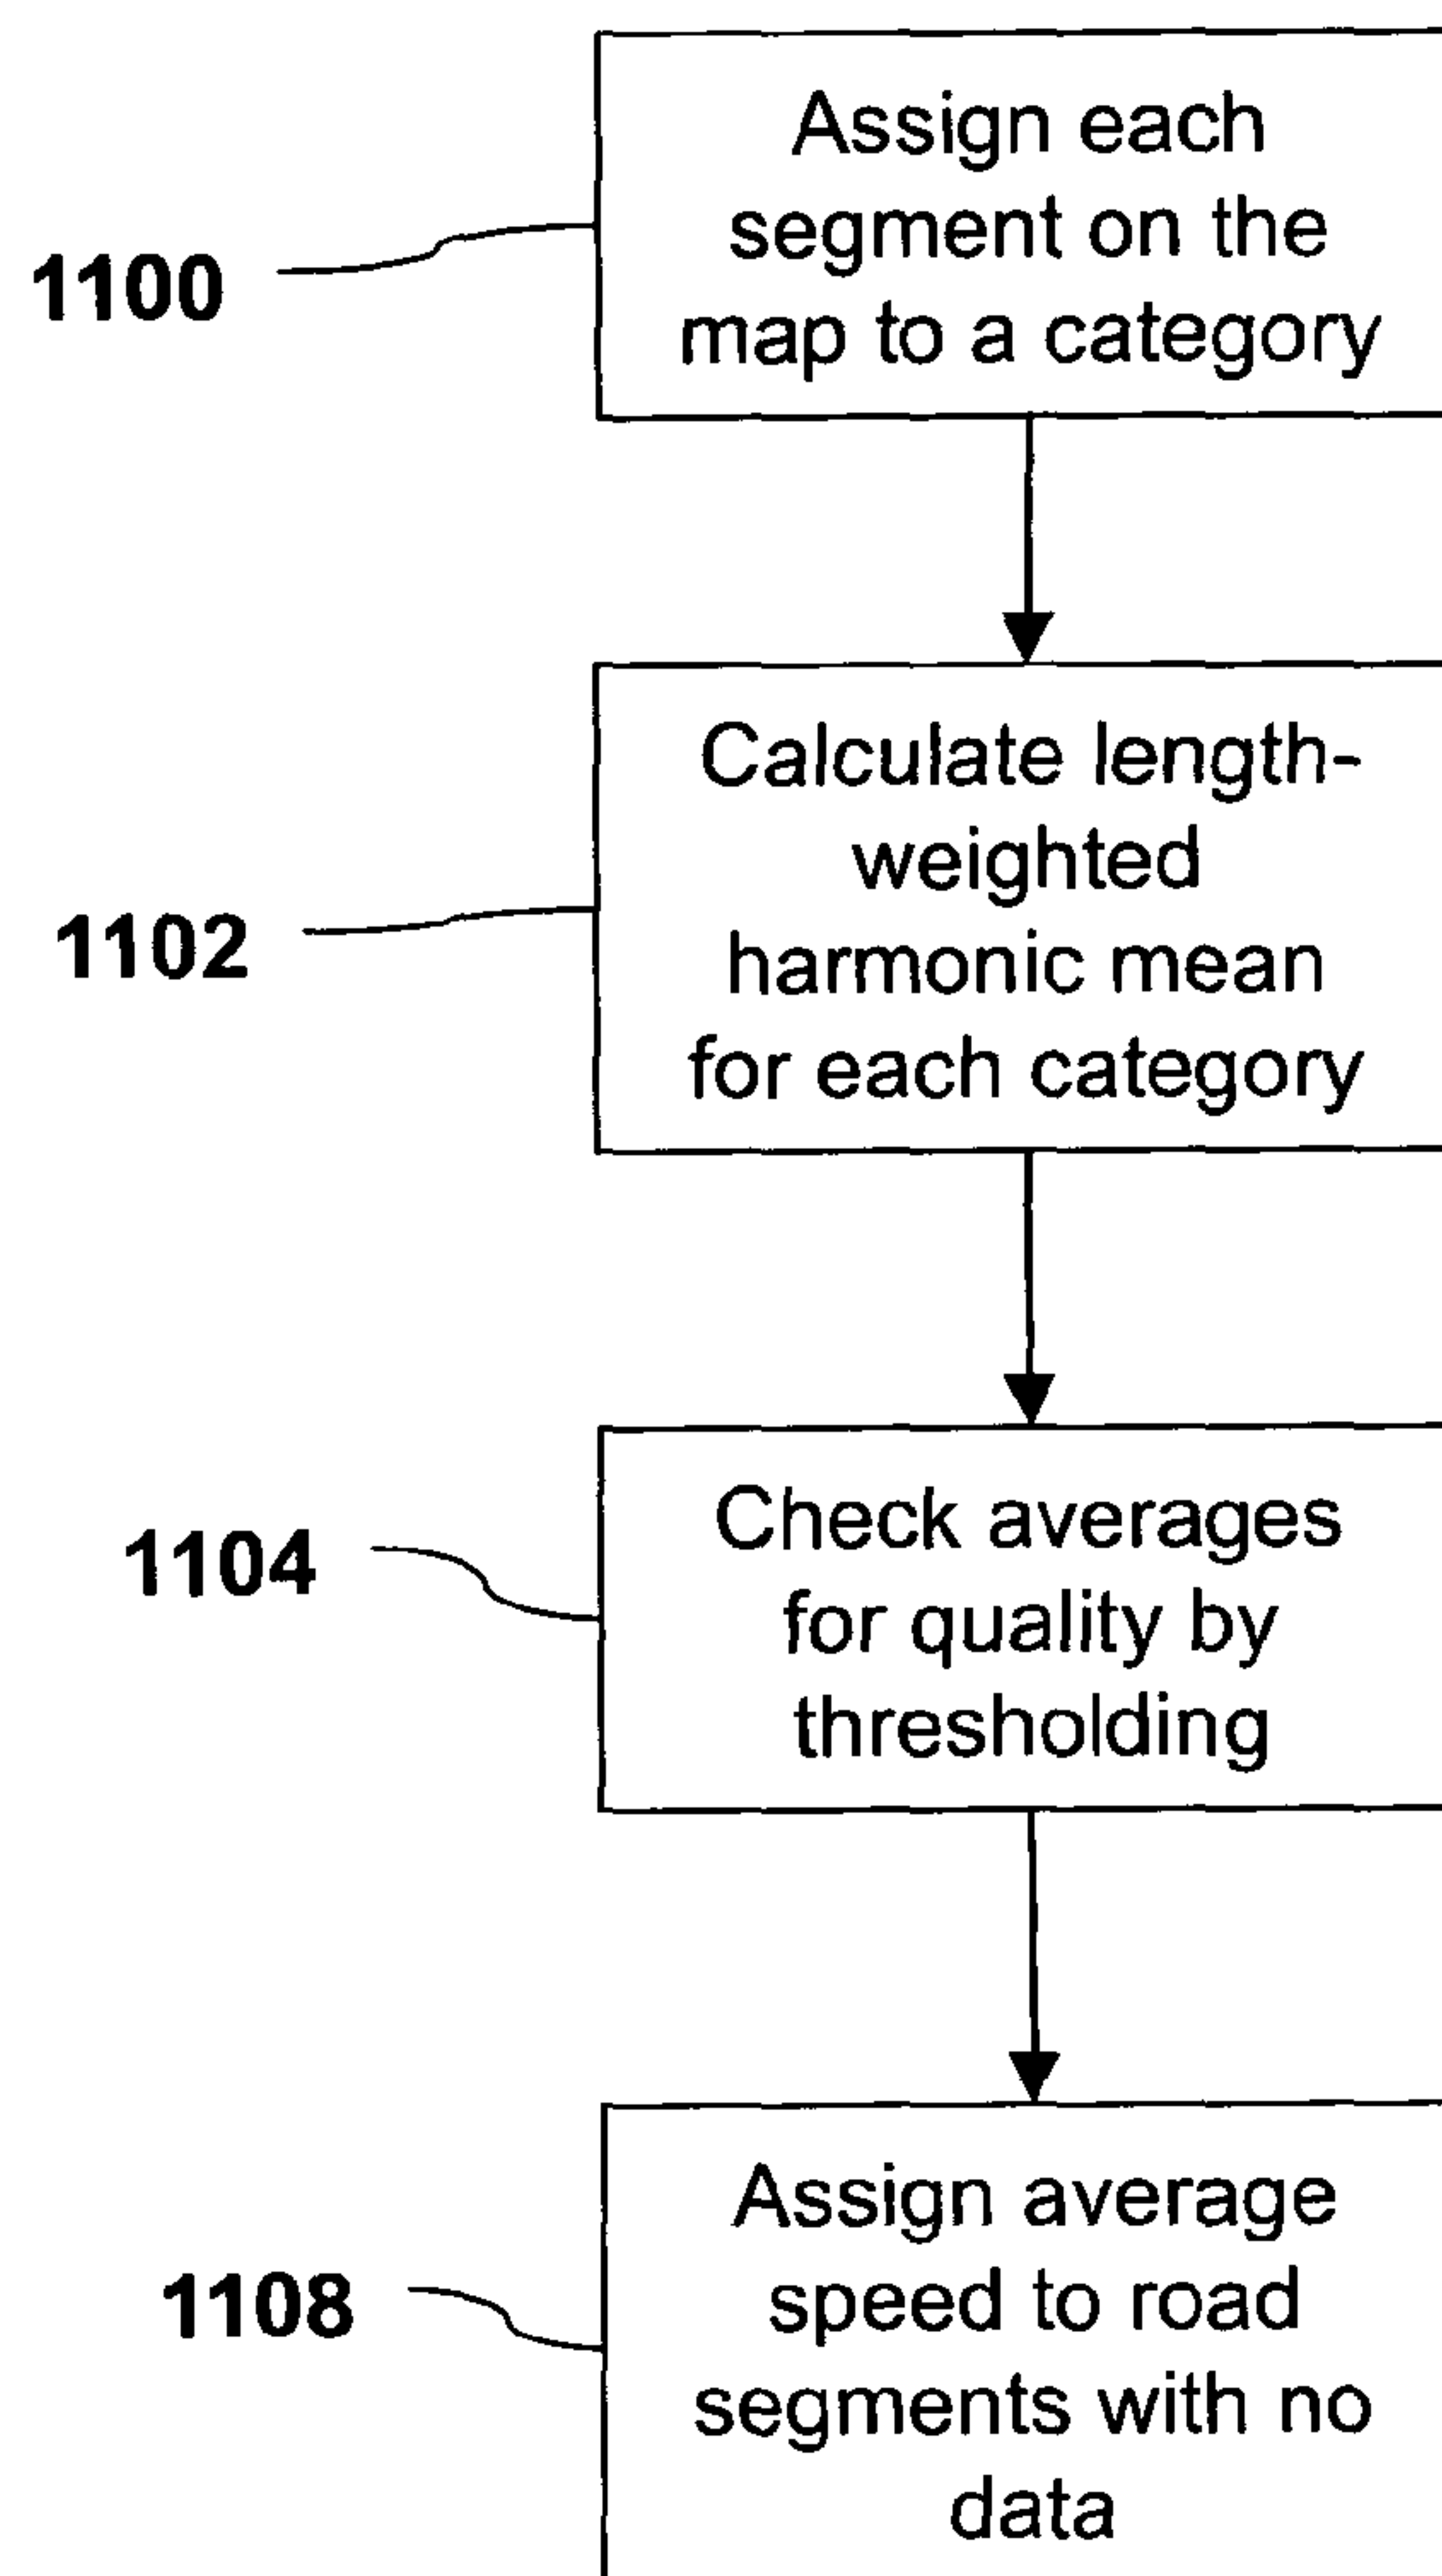 Assign each
segment on the
map to a category
1100
Calculate length-
weighted
harmonic mean
for each category
1102
Check averages
for quality by
thresholding
1104
Assign average
speed to road
segments with no
data
1108